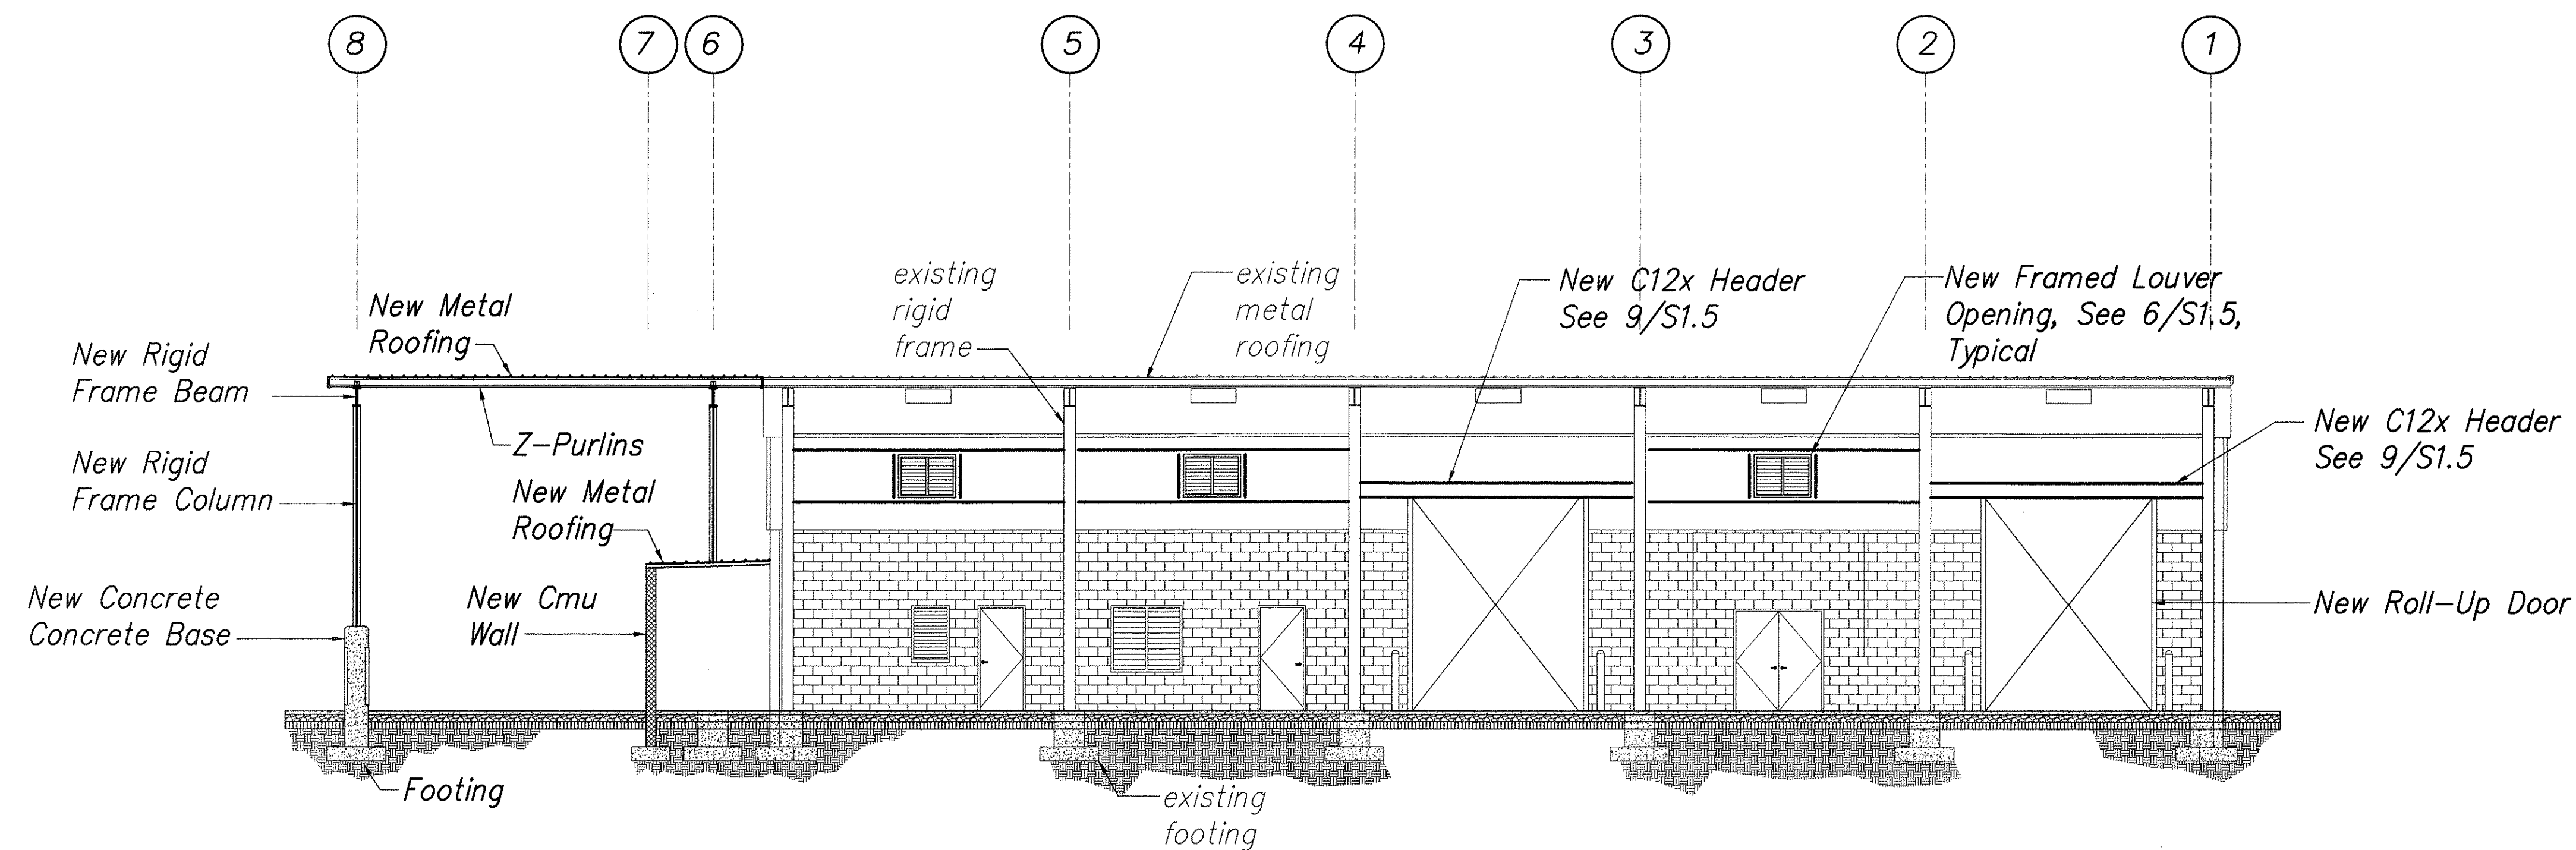 8 7 6 5 4 3 2 1
New Metal
Roofing
New Rigid
Frame Beam
Z-Purlins
New Rigid
Frame Column
New Metal
Roofing
New Concrete
Concrete Base
New Cmu
Wall
Footing
existing
rigid
frame
existing
metal
roofing
existing
footing
New C12x Header
See 9/S1.5
New Framed Louver
Opening, See 6/S1.5,
Typical
New C12x Header
See 9/S1.5
New Roll-Up Door